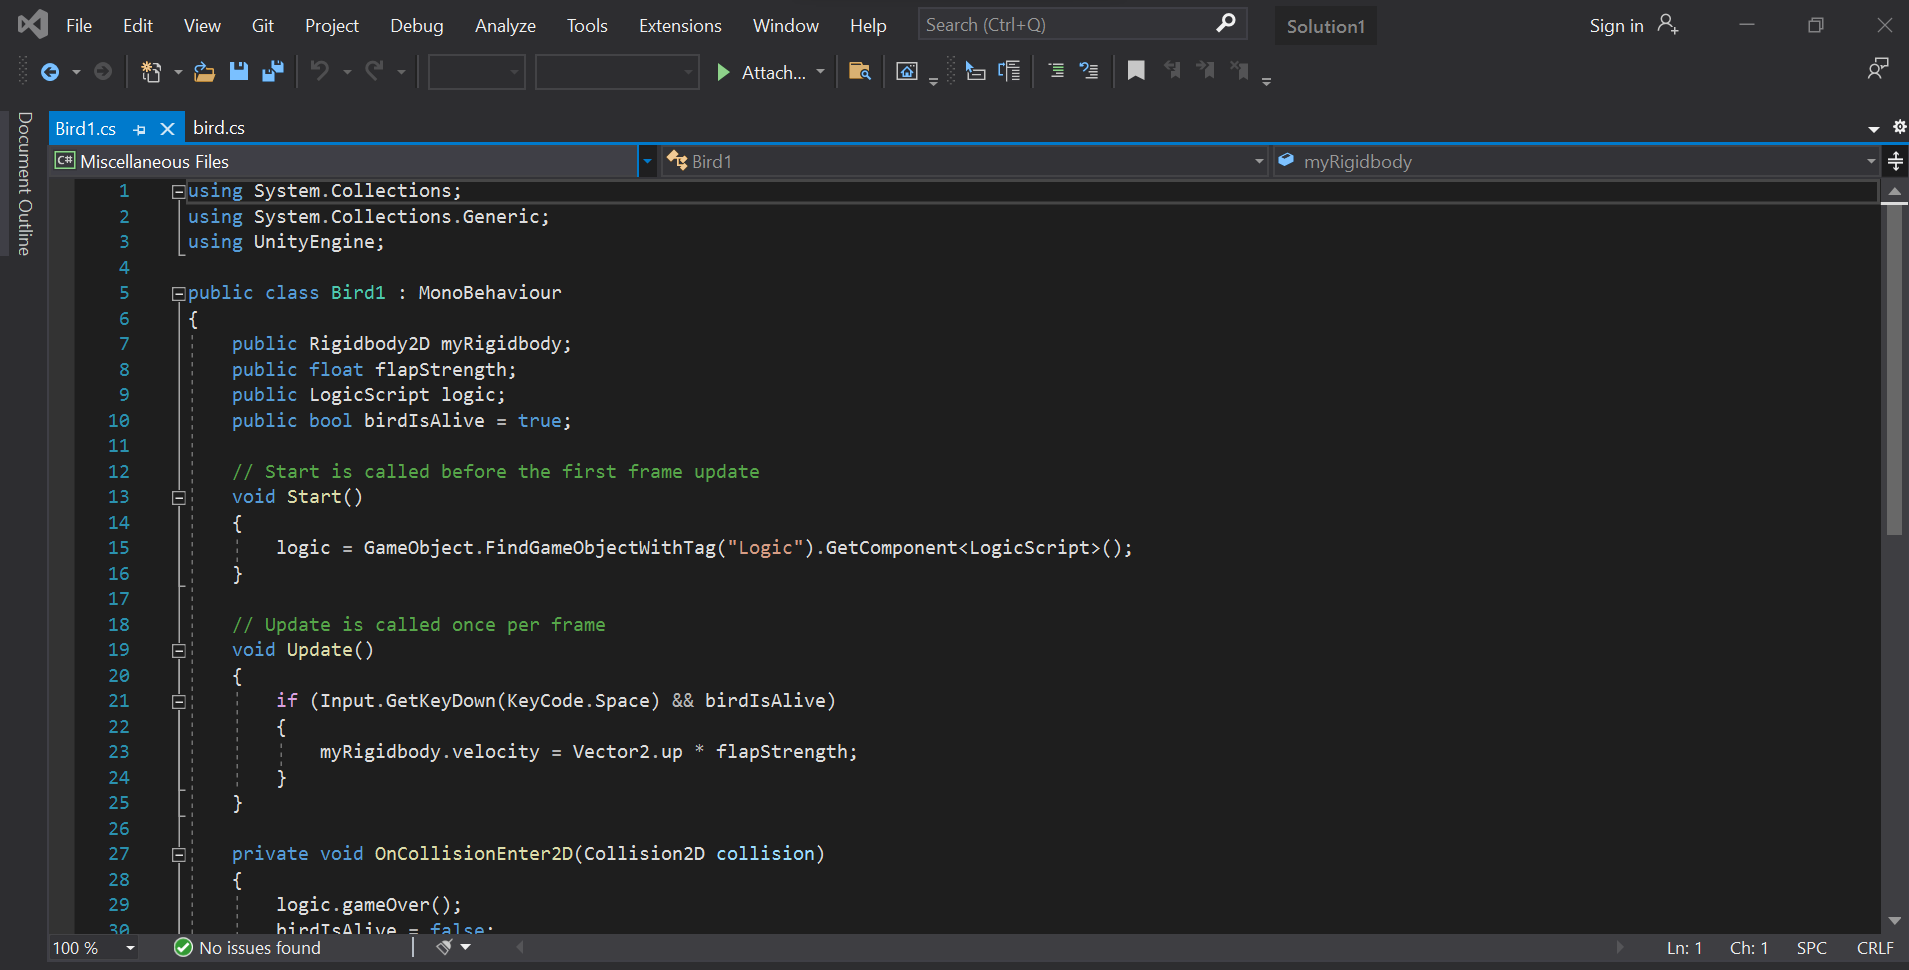 File Edit View Git Project Debug Analyze Tools Extensions Window Help Search (Ctrl+Q) Solution1 Sign in
Attach...
Document Outline
Bird1.cs bird.cs
C# Miscellaneous Files Bird1 myRigidbody
1 using System.Collections;
2 using System.Collections.Generic;
3 using UnityEngine;
4
5 public class Bird1 : MonoBehaviour
6 {
7 public Rigidbody2D myRigidbody;
8 public float flapStrength;
9 public LogicScript logic;
10 public bool birdIsAlive = true;
11
12 // Start is called before the first frame update
13 void Start()
14 {
15 logic = GameObject.FindGameObjectWithTag("Logic").GetComponent<LogicScript>();
16 }
17
18 // Update is called once per frame
19 void Update()
20 {
21 if (Input.GetKeyDown(KeyCode.Space) && birdIsAlive)
22 {
23 myRigidbody.velocity = Vector2.up * flapStrength;
24 }
25 }
26
27 private void OnCollisionEnter2D(Collision2D collision)
28 {
29 logic.gameOver();
30 birdIsAlive = false;
100 % No issues found Ln: 1 Ch: 1 SPC CRLF